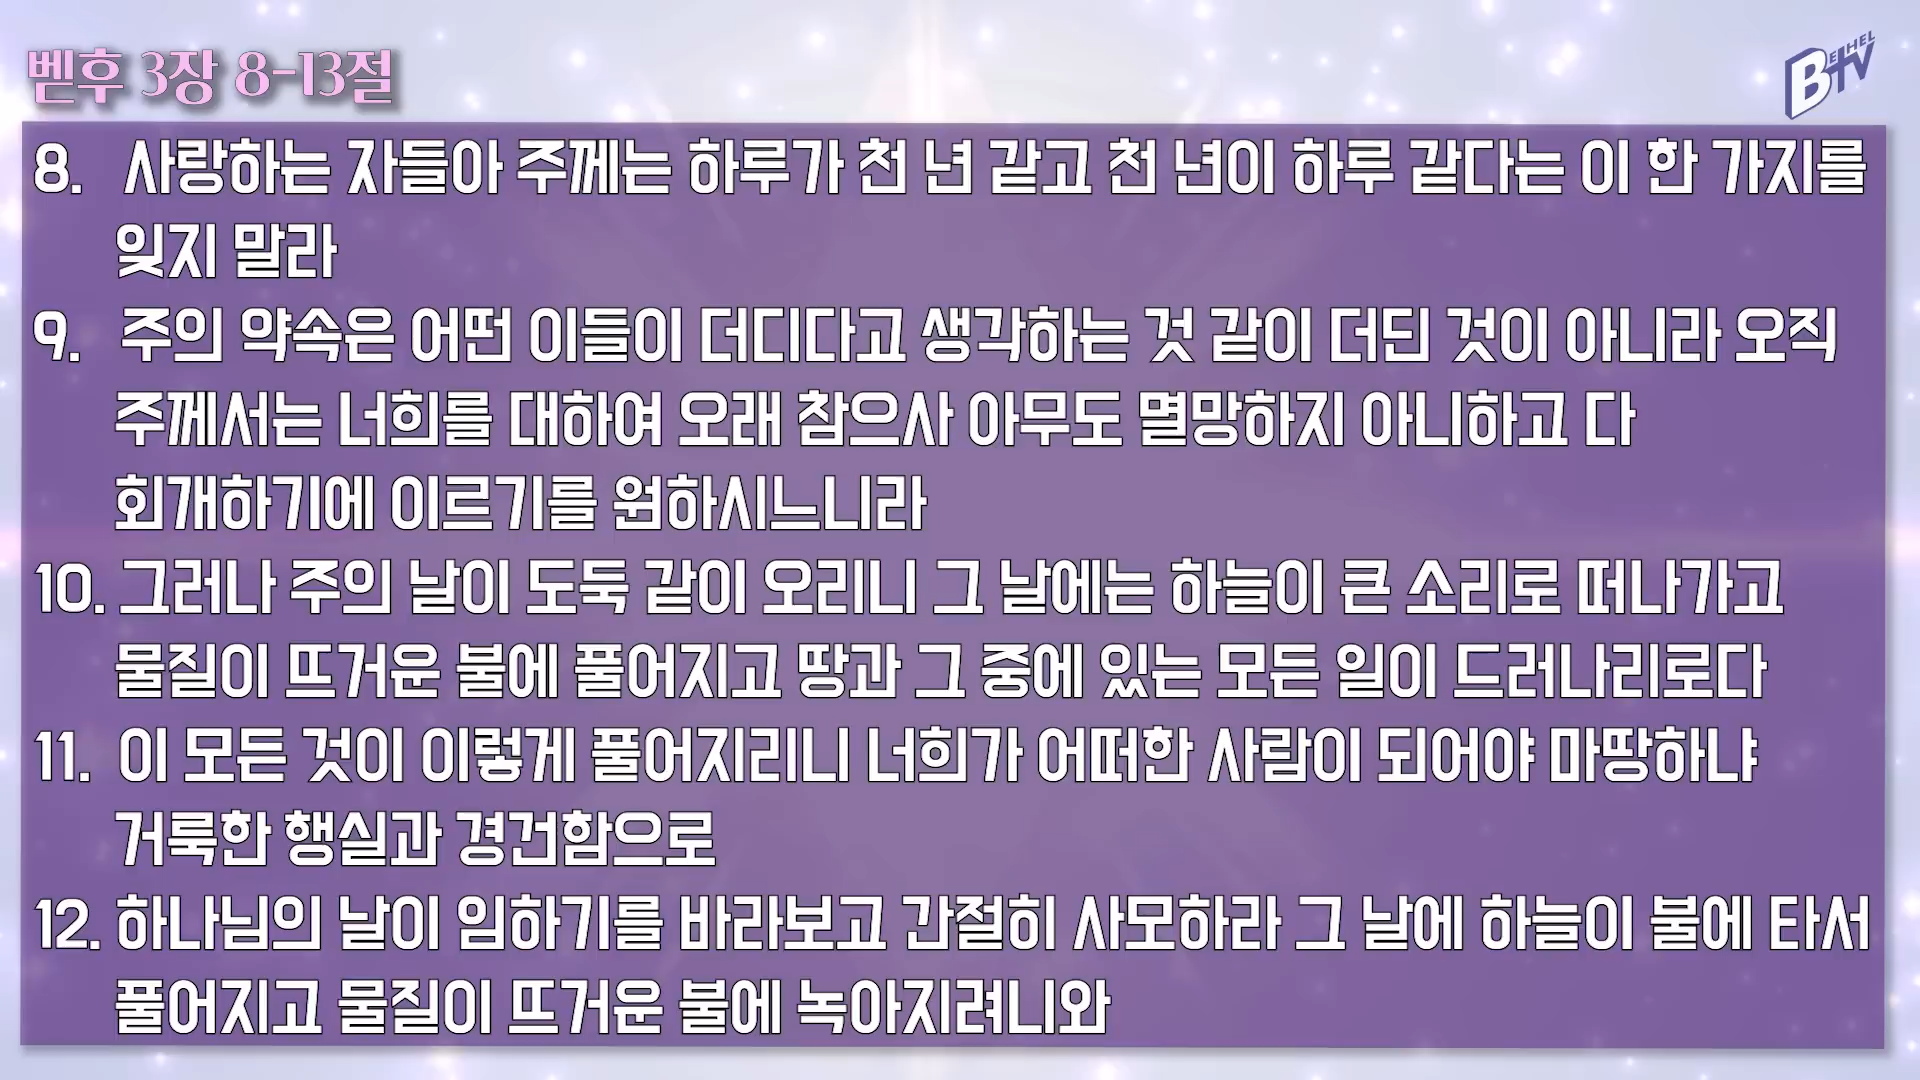 벧후 3장 8-13절
BETHEL TV
8. 사랑하는 자들아 주께는 하루가 천 년 같고 천 년이 하루 같다는 이 한 가지를
잊지 말라
9. 주의 약속은 어떤 이들이 더디다고 생각하는 것 같이 더딘 것이 아니라 오직
주께서는 너희를 대하여 오래 참으사 아무도 멸망하지 아니하고 다
회개하기에 이르기를 원하시느니라
10. 그러나 주의 날이 도둑 같이 오리니 그 날에는 하늘이 큰 소리로 떠나가고
물질이 뜨거운 불에 풀어지고 땅과 그 중에 있는 모든 일이 드러나리로다
11. 이 모든 것이 이렇게 풀어지리니 너희가 어떠한 사람이 되어야 마땅하냐
거룩한 행실과 경건함으로
12. 하나님의 날이 임하기를 바라보고 간절히 사모하라 그 날에 하늘이 불에 타서
풀어지고 물질이 뜨거운 불에 녹아지려니와